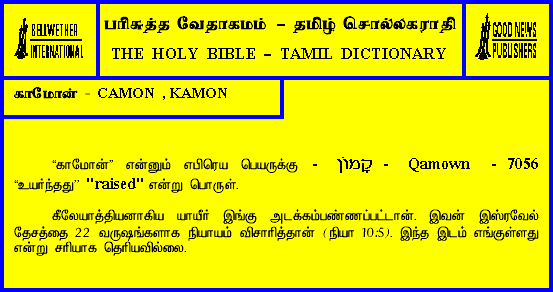 BELLWETHER
INTERNATIONAL
பரிசுத்த வேதாகமம் – தமிழ் சொல்லகராதி
THE HOLY BIBLE – TAMIL DICTIONARY
GOOD NEWS
PUBLISHERS
காமோன் - CAMON , KAMON
“காமோன்” என்னும் எபிரெய பெயருக்கு - קָמוֹן - Qamown - 7056
“உயர்ந்தது” "raised" என்று பொருள்.
கீலேயாத்தியனாகிய யாயீர் இங்கு அடக்கம்பண்ணப்பட்டான். இவன் இஸ்ரவேல்
தேசத்தை 22 வருஷங்களாக நியாயம் விசாரித்தான் (நியா 10:5). இந்த இடம் எங்குள்ளது
என்று சரியாக தெரியவில்லை.